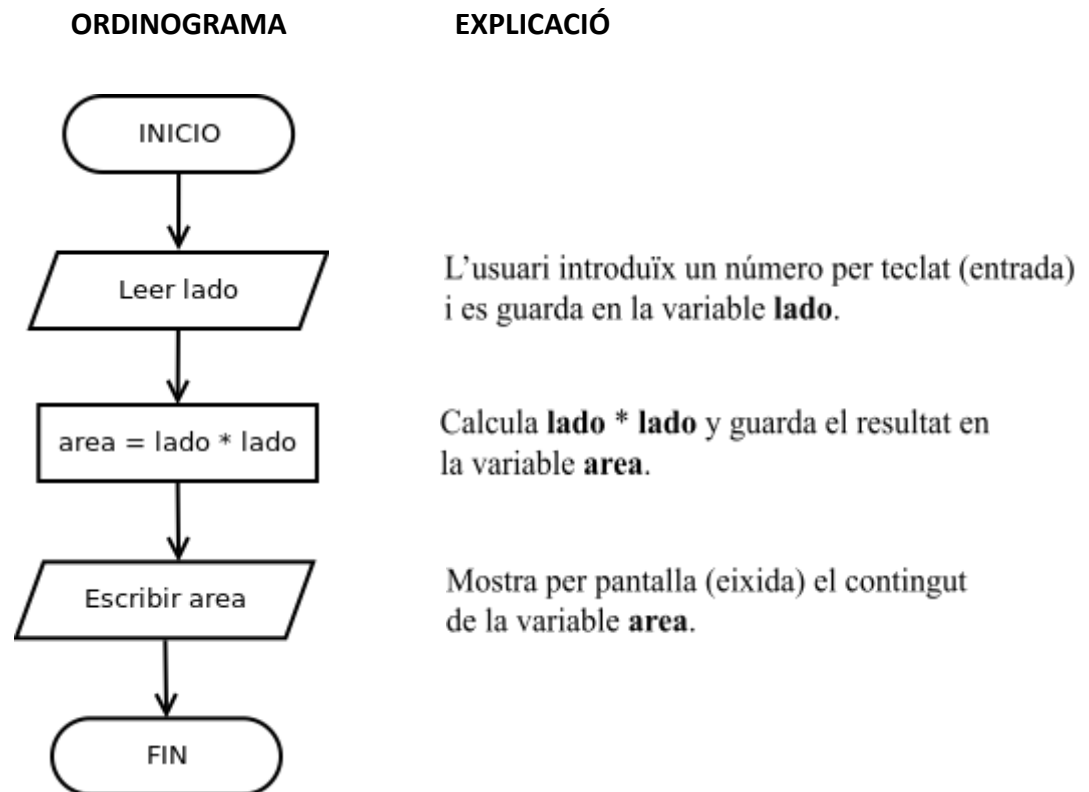 ORDINOGRAMA EXPLICACIÓ
INICIO
Leer lado
L'usuari introduïx un número per teclat (entrada)
i es guarda en la variable lado.
area = lado * lado
Calcula lado * lado y guarda el resultat en
la variable area.
Escribir area
Mostra per pantalla (eixida) el contingut
de la variable area.
FIN